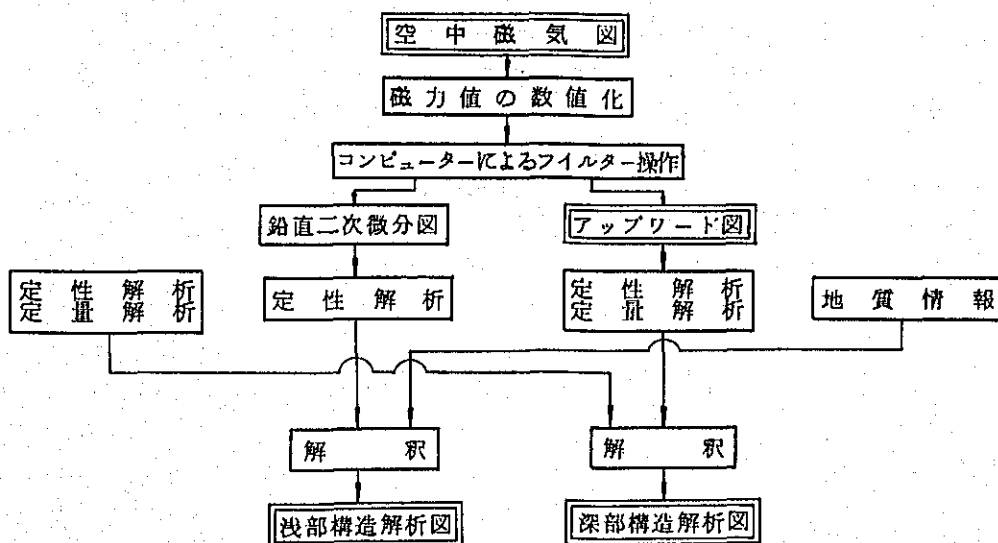 空中磁気図
磁力値の数値化
コンピューターによるフイルター操作
鉛直二次微分図
アップワード図
定性解析
定量解析
定性解析
定性解析
定量解析
地質情報
解釈
解釈
浅部構造解析図
深部構造解析図